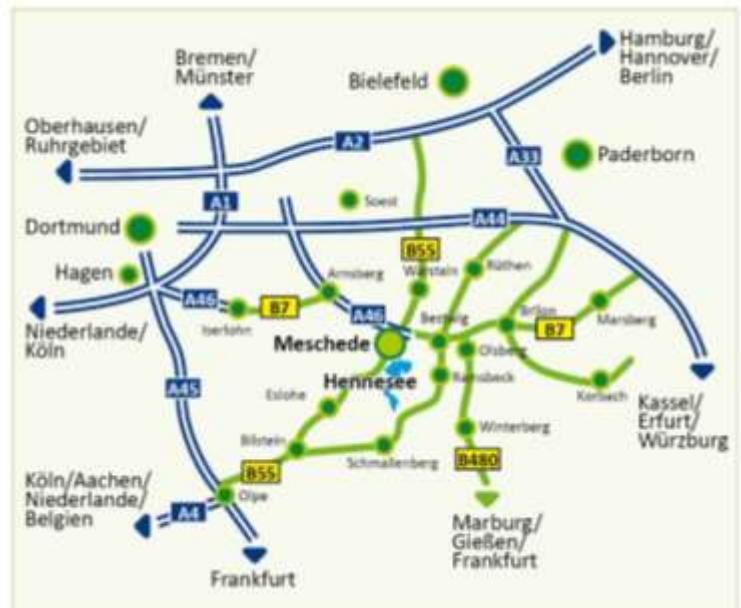 Bremen/
Münster
Hamburg/
Hannover/
Berlin
Bielefeld
Oberhausen/
Ruhrgebiet
A2
A33
Paderborn
A1
Soest
Dortmund
A44
B55
Hagen
Warstein
Rüthen
Arnsberg
A46
B7
Iserlohn
A46
Bestwig
Brilon
B7
Marsberg
Niederlande/
Köln
Meschede
Olsberg
Hennesee
Ramsbeck
A45
Eslohe
Korbach
Kassel/
Erfurt/
Würzburg
Winterberg
Bilstein
Schmallenberg
B480
B55
Köln/Aachen/
Niederlande/
Belgien
Olpe
A4
Marburg/
Gießen/
Frankfurt
Frankfurt